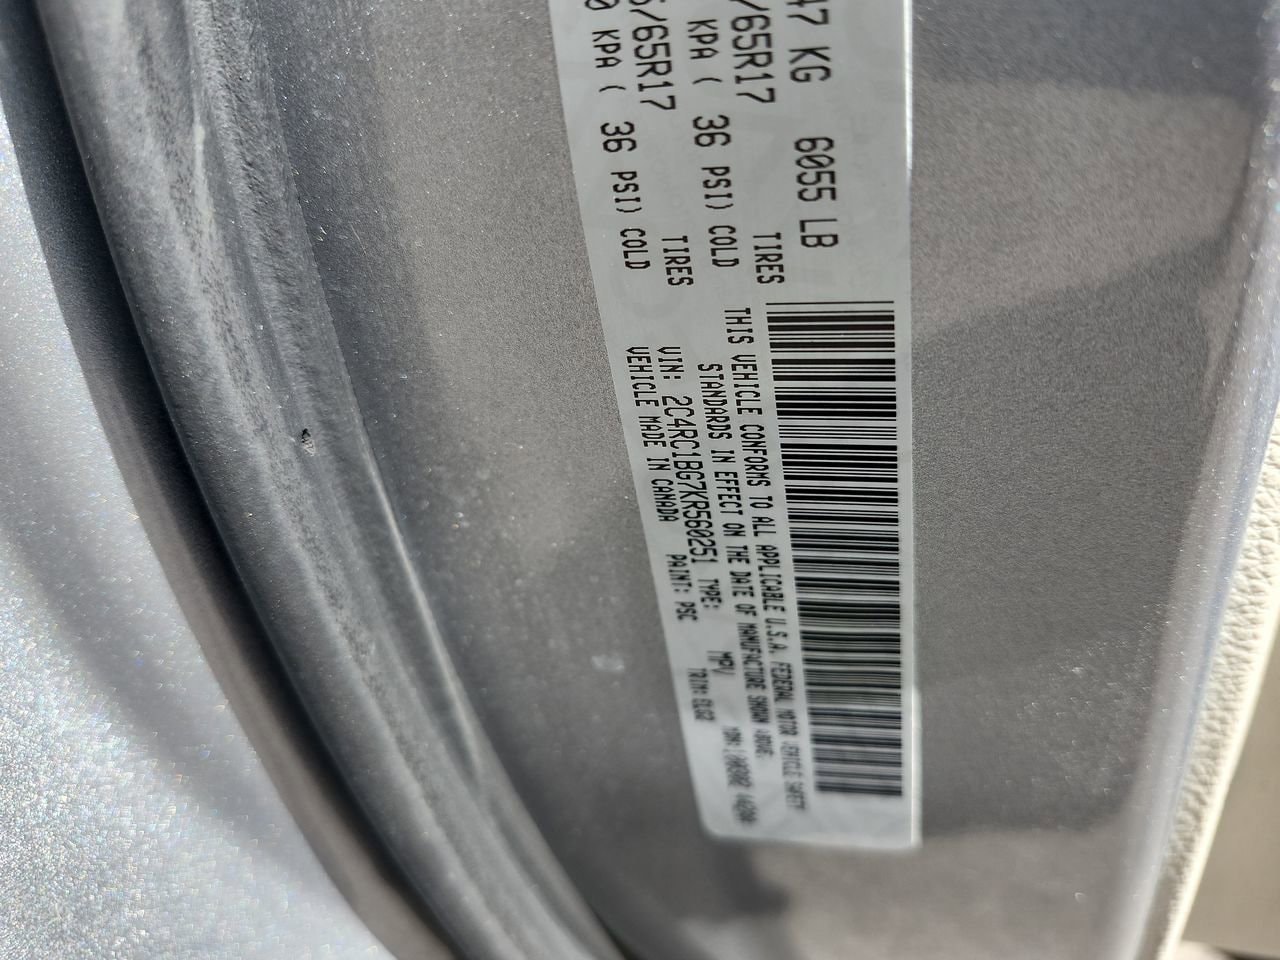 47 KG 6055 LB
TIRES
/65R17
KPA ( 36 PSI) COLD
TIRES
/65R17
0 KPA ( 36 PSI) COLD
THIS VEHICLE CONFORMS TO ALL APPLICABLE U.S.A. FEDERAL MOTOR VEHICLE SAFETY
STANDARDS IN EFFECT ON THE DATE OF MANUFACTURE SHOWN ABOVE.
VIN: 2C4RC1BG7KR560251 TYPE: MPV
VEHICLE MADE IN CANADA PAINT: PSC TRIM: